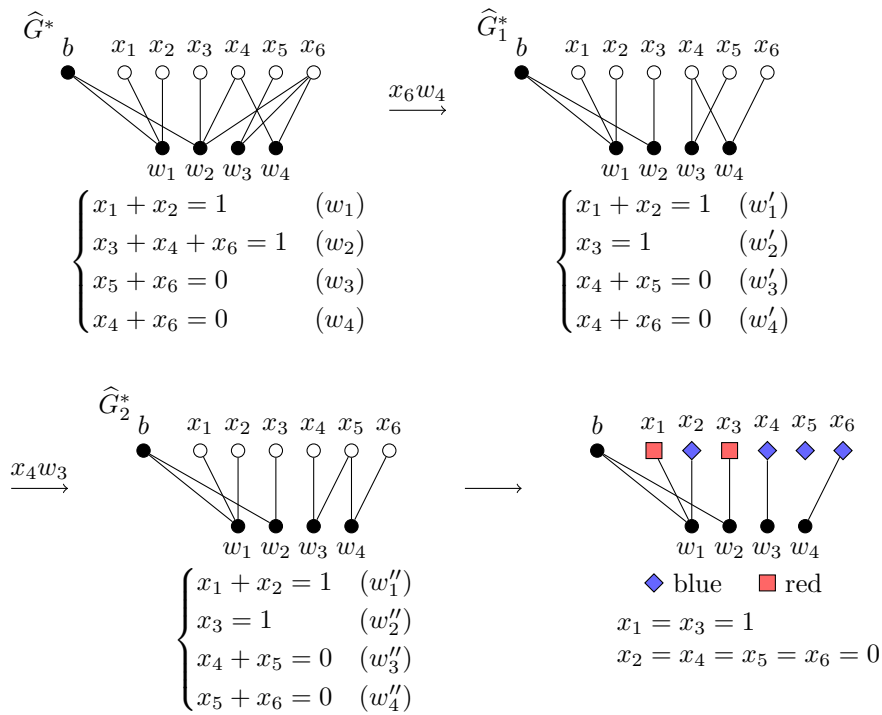 Ĝ*
b x₁ x₂ x₃ x₄ x₅ x₆
w₁ w₂ w₃ w₄
x₁ + x₂ = 1 (w₁)
x₃ + x₄ + x₆ = 1 (w₂)
x₅ + x₆ = 0 (w₃)
x₄ + x₆ = 0 (w₄)
x₆w₄
Ĝ₁*
b x₁ x₂ x₃ x₄ x₅ x₆
w₁ w₂ w₃ w₄
x₁ + x₂ = 1 (w′₁)
x₃ = 1 (w′₂)
x₄ + x₅ = 0 (w′₃)
x₄ + x₆ = 0 (w′₄)
x₄w₃
Ĝ₂*
b x₁ x₂ x₃ x₄ x₅ x₆
w₁ w₂ w₃ w₄
x₁ + x₂ = 1 (w″₁)
x₃ = 1 (w″₂)
x₄ + x₅ = 0 (w″₃)
x₅ + x₆ = 0 (w″₄)
b x₁ x₂ x₃ x₄ x₅ x₆
w₁ w₂ w₃ w₄
blue red
x₁ = x₃ = 1
x₂ = x₄ = x₅ = x₆ = 0